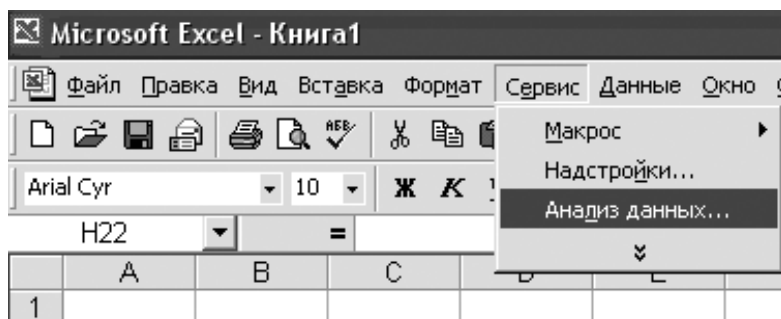 Microsoft Excel - Книга1
Файл Правка Вид Вставка Формат Сервис Данные Окно
Макрос
Надстройки...
Анализ данных...
Arial Cyr 10 Ж К
H22 =
A B C D E
1